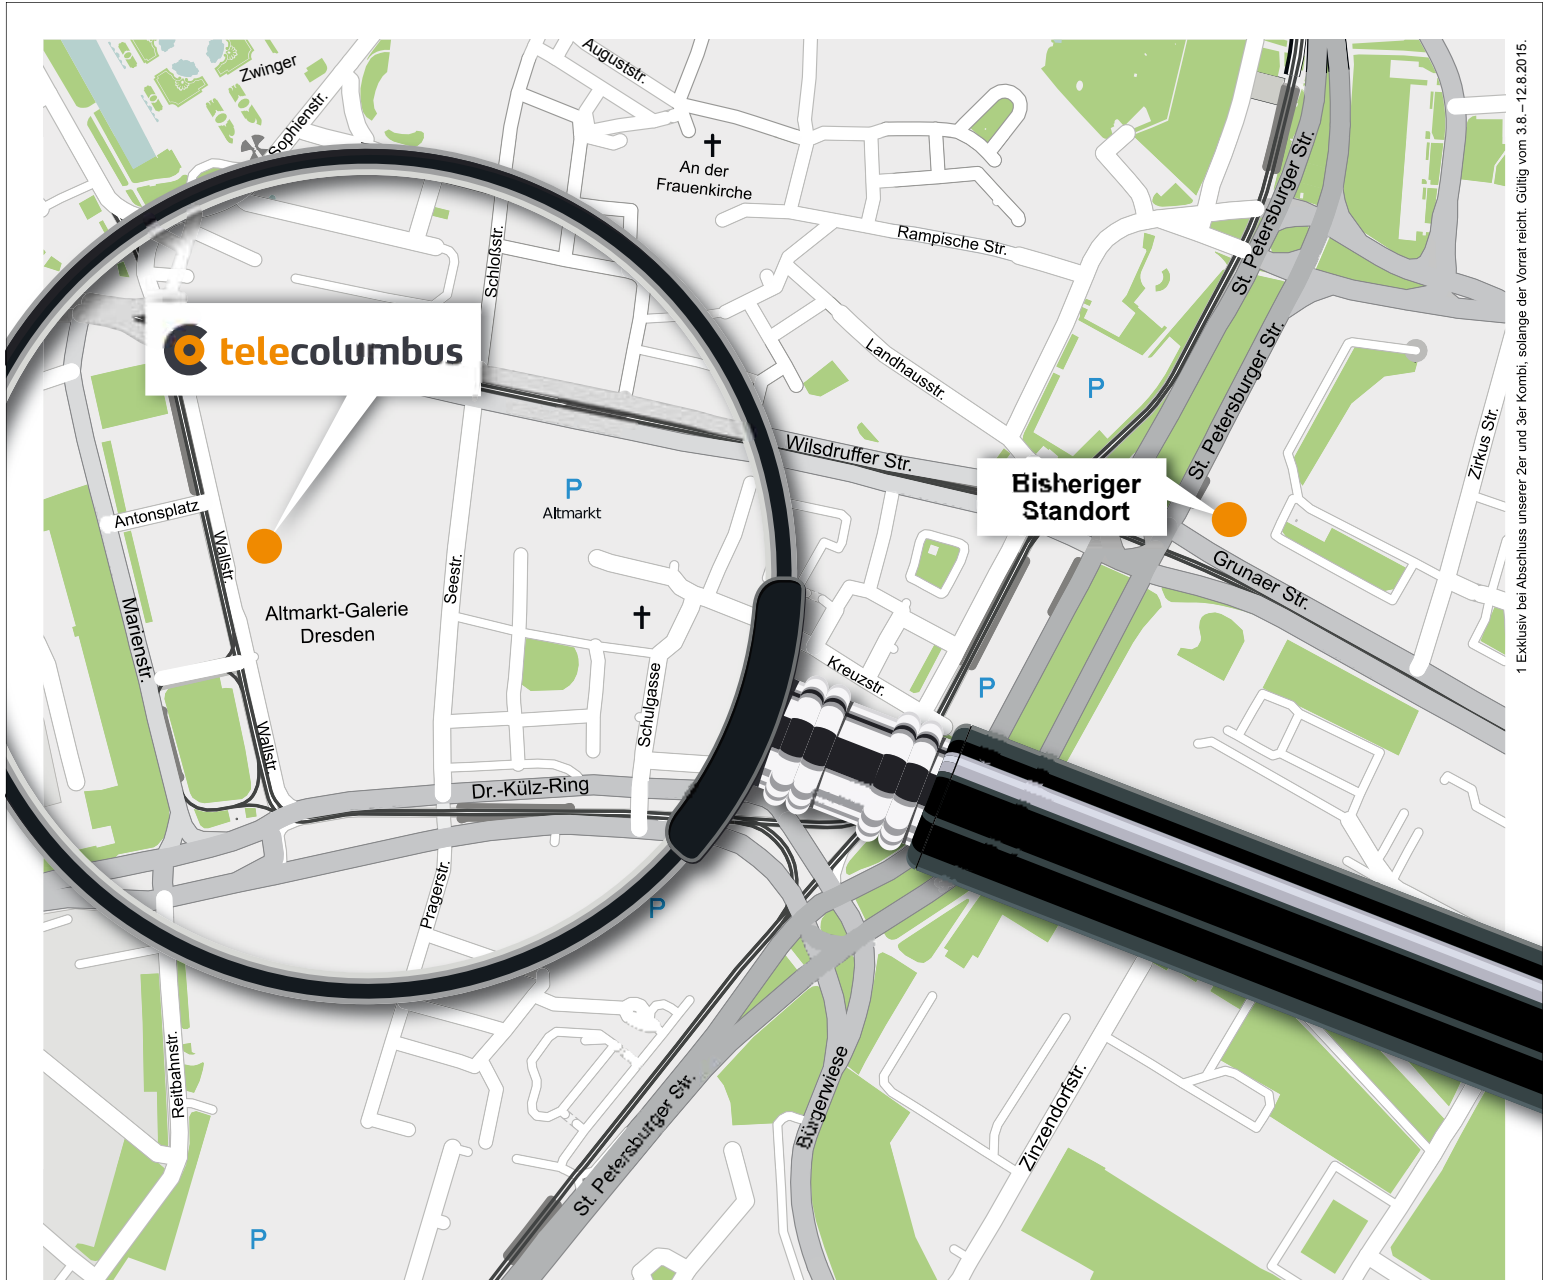 Zwinger
Auguststr.
Sophienstr.
An der
Frauenkirche
St. Petersburger Str.
Rampische Str.
Schloßstr.
telecolumbus
Landhausstr.
P
St. Petersburger Str.
Zirkus Str.
Wilsdruffer Str.
Bisheriger
Standort
P
Altmarkt
Antonsplatz
Wallstr.
Grunaer Str.
Seestr.
Altmarkt-Galerie
Dresden
Marienstr.
Kreuzstr.
P
Schulgasse
Wallstr.
Dr.-Külz-Ring
Pragerstr.
P
Reitbahnstr.
St. Petersburger Str.
Bürgerwiese
Zinzendorfstr.
P
1 Exklusiv bei Abschluss unserer 2er und 3er Kombi, solange der Vorrat reicht. Gültig vom 3.8.–12.8.2015.